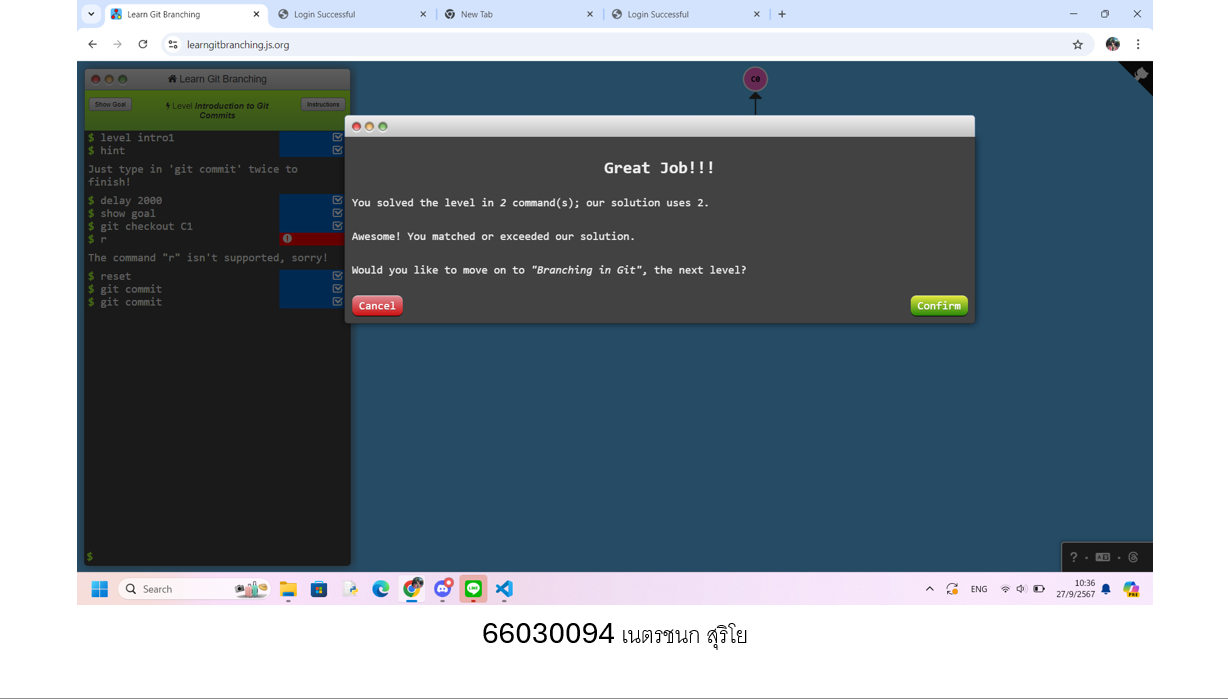 Learn Git Branching
Login Successful
New Tab
Login Successful
learngitbranching.js.org
Learn Git Branching
Show Goal
Level Introduction to Git Commits
Instructions
$ level intro1
$ hint
Just type in 'git commit' twice to
finish!
$ delay 2000
$ show goal
$ git checkout C1
$ r
The command "r" isn't supported, sorry!
$ reset
$ git commit
$ git commit
$
C0
Great Job!!!
You solved the level in 2 command(s); our solution uses 2.
Awesome! You matched or exceeded our solution.
Would you like to move on to "Branching in Git", the next level?
Cancel
Confirm
?
Search
ENG
10:36
27/9/2567
PRE
66030094 เนตรชนก สุริโย